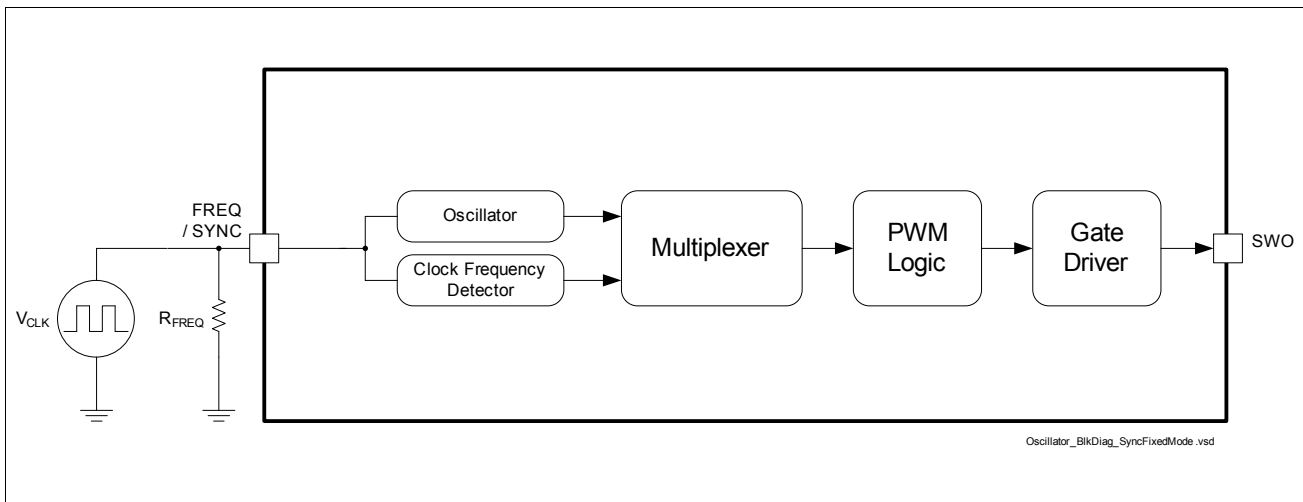 FREQ
/ SYNC
Oscillator
Clock Frequency
Detector
Multiplexer
PWM
Logic
Gate
Driver
SWO
VCLK
RFREQ
Oscillator_BlkDiag_SyncFixedMode.vsd